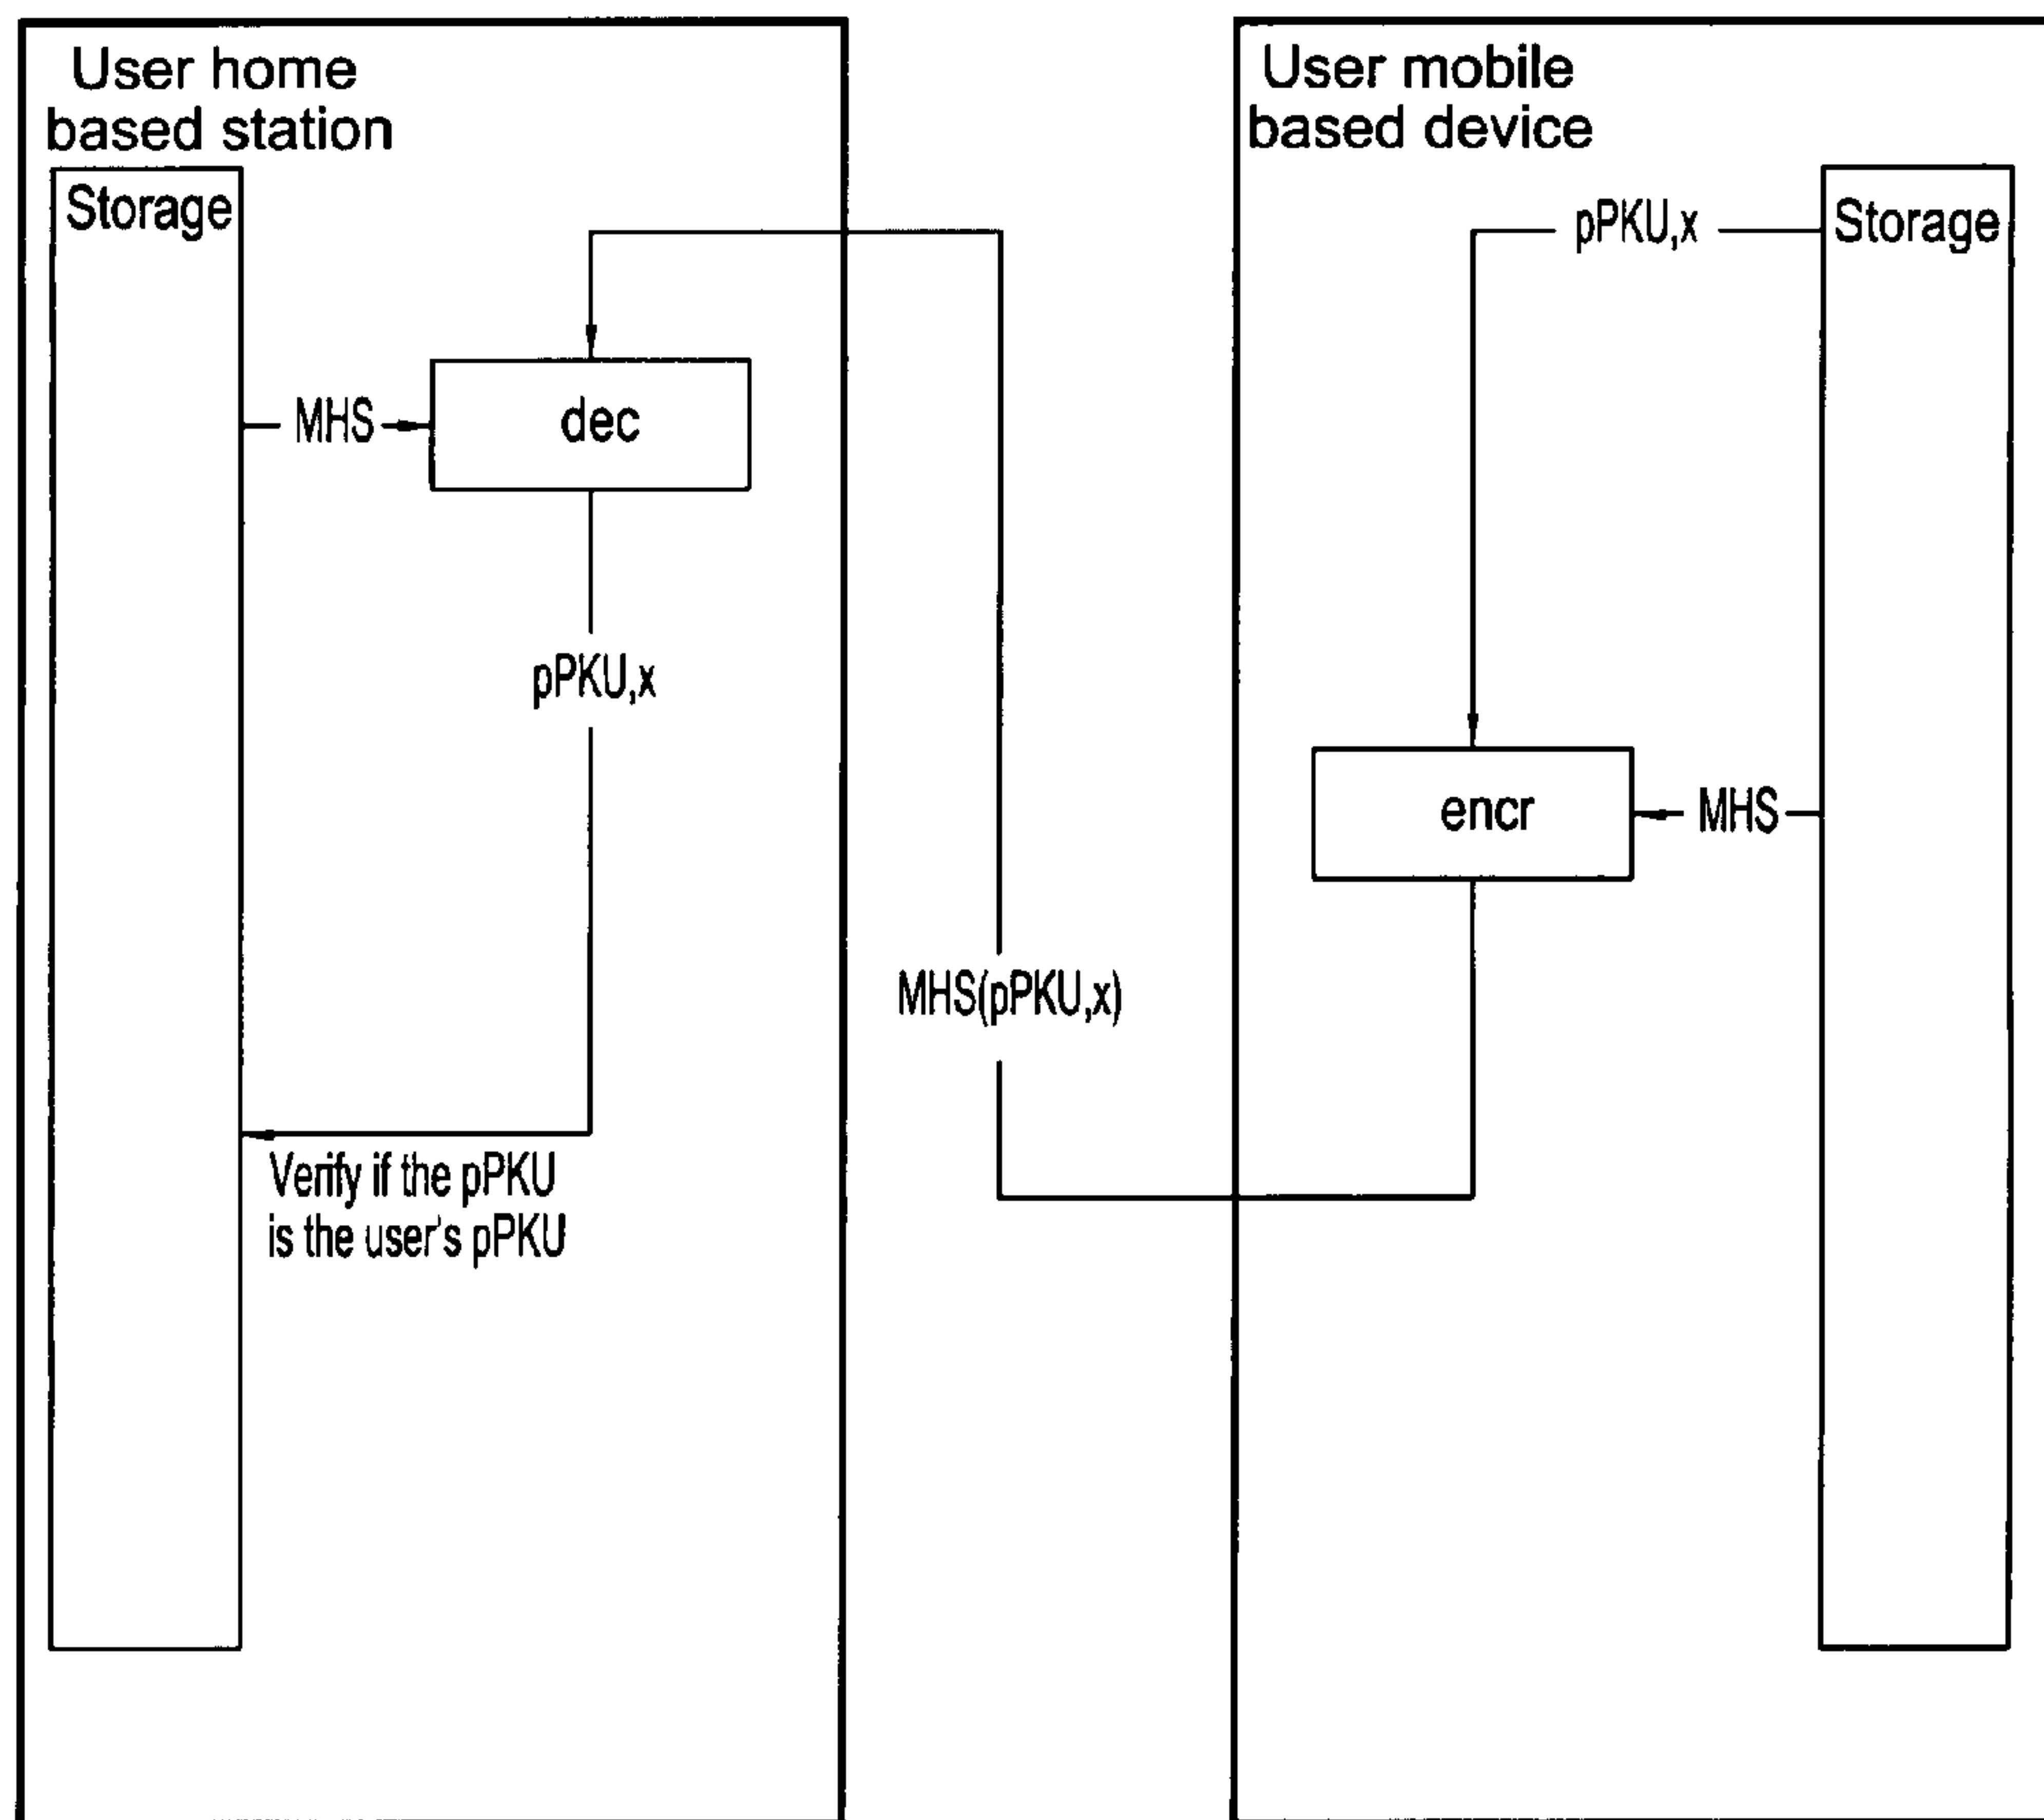 User home
based station
Storage
MHS
dec
pPKU,x
Verify if the pPKU
is the user's pPKU
MHS(pPKU,x)
User mobile
based device
pPKU,x
Storage
encr
MHS